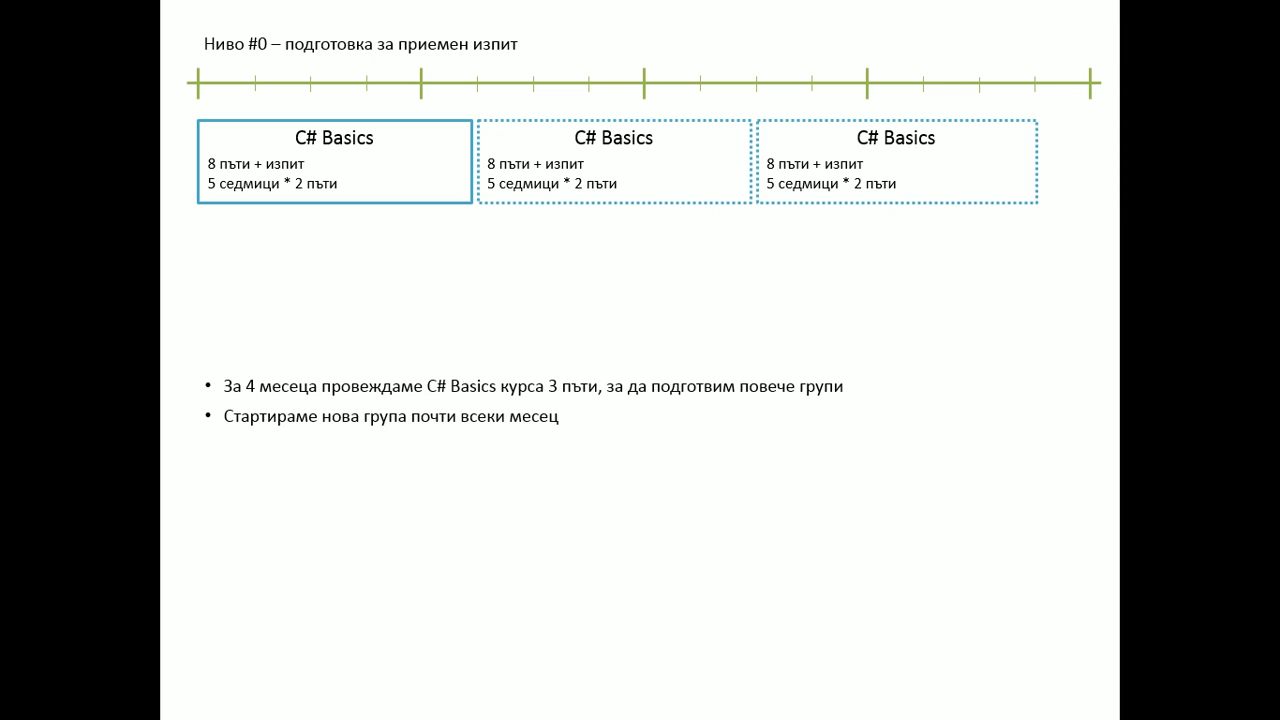 Ниво #0 – подготовка за приемен изпит
C# Basics
8 пъти + изпит
5 седмици * 2 пъти
C# Basics
8 пъти + изпит
5 седмици * 2 пъти
C# Basics
8 пъти + изпит
5 седмици * 2 пъти
• За 4 месеца провеждаме C# Basics курса 3 пъти, за да подготвим повече групи
• Стартираме нова група почти всеки месец